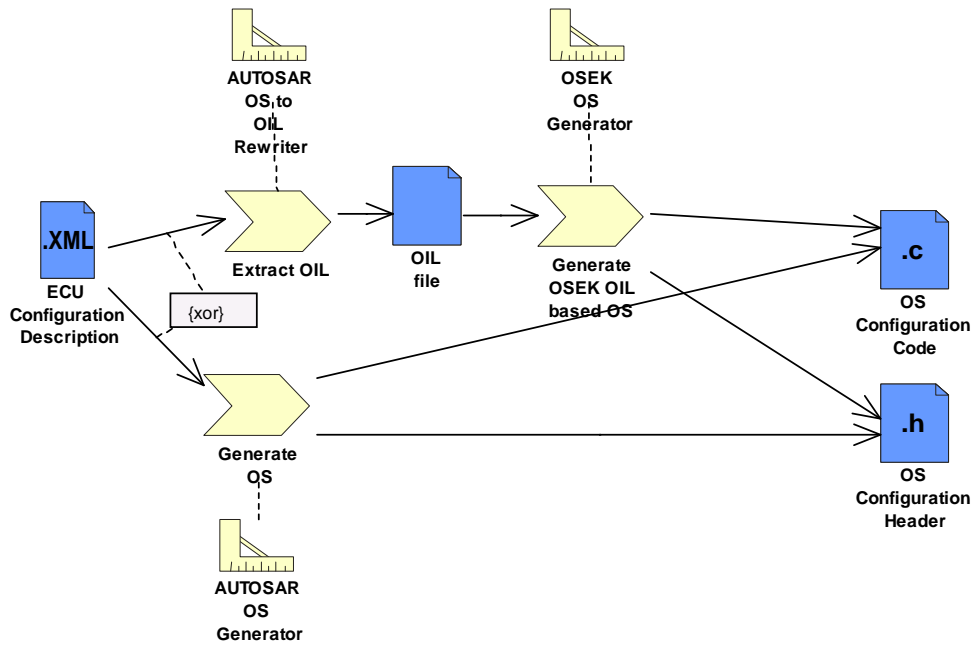 AUTOSAR
OS to
OIL
Rewriter
OSEK
OS
Generator
.XML
ECU
Configuration
Description
Extract OIL
OIL
file
Generate
OSEK OIL
based OS
.c
OS
Configuration
Code
{xor}
Generate
OS
.h
OS
Configuration
Header
AUTOSAR
OS
Generator